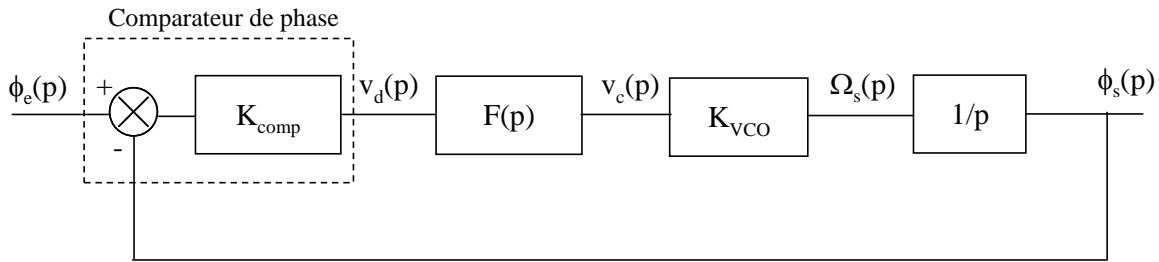 Comparateur de phase
ϕe(p)
+
-
Kcomp
vd(p)
F(p)
vc(p)
KVCO
Ωs(p)
1/p
ϕs(p)